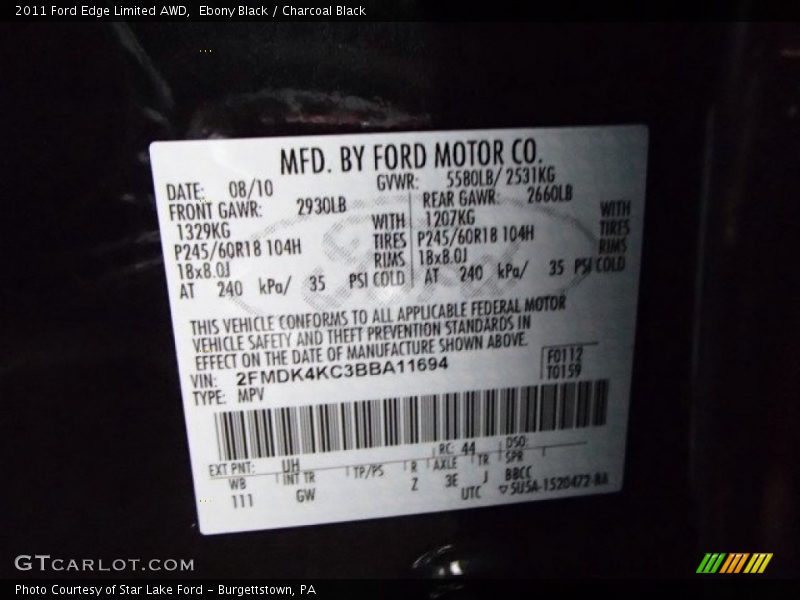 2011 Ford Edge Limited AWD, Ebony Black / Charcoal Black
MFD. BY FORD MOTOR CO.
DATE: 08/10 GVWR: 5580LB/ 2531KG
FRONT GAWR: 2930LB REAR GAWR: 2660LB
1329KG WITH 1207KG WITH
P245/60R18 104H TIRES P245/60R18 104H TIRES
18x8.0J RIMS 18x8.0J RIMS
AT 240 kPa/ 35 PSI COLD AT 240 kPa/ 35 PSI COLD
THIS VEHICLE CONFORMS TO ALL APPLICABLE FEDERAL MOTOR
VEHICLE SAFETY AND THEFT PREVENTION STANDARDS IN
EFFECT ON THE DATE OF MANUFACTURE SHOWN ABOVE.
VIN: 2FMDK4KC3BBA11694 F0112
TYPE: MPV T0159
EXT PNT: UH RC: 44 DSO:
WB INT TR TP/PS R AXLE TR SPR
111 GW Z 3E J BBCC
UTC ▽5U5A-1520472-AA
GTCARLOT.COM
Photo Courtesy of Star Lake Ford - Burgettstown, PA